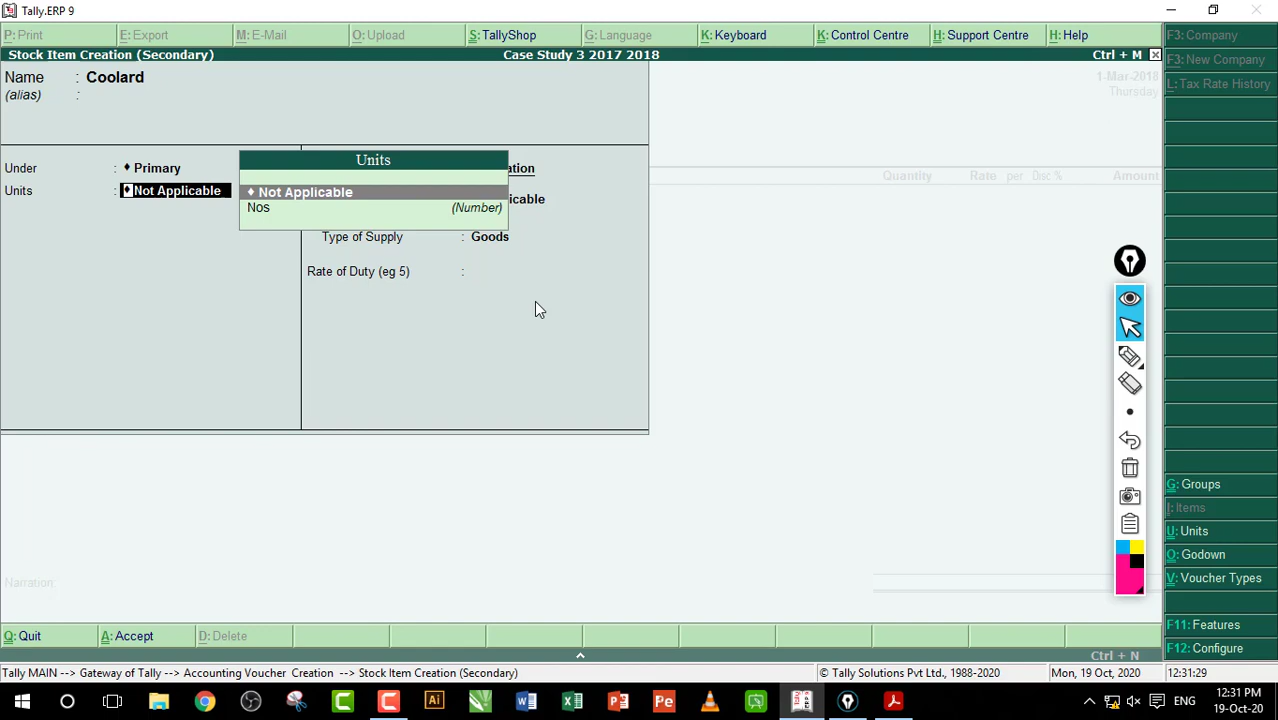 Tally.ERP 9
P: Print
E: Export
M: E-Mail
O: Upload
S: TallyShop
G: Language
K: Keyboard
K: Control Centre
H: Support Centre
H: Help
F3: Company
Stock Item Creation (Secondary)
Case Study 3 2017 2018
Ctrl + M
F3: New Company
Name : Coolard
(alias) :
1-Mar-2018
Thursday
L: Tax Rate History
Under : ♦ Primary
Units : ♦ Not Applicable
Units
♦ Not Applicable
Nos (Number)
ation
icable
Type of Supply : Goods
Rate of Duty (eg 5) :
Quantity Rate per Disc % Amount
G: Groups
I: Items
U: Units
O: Godown
V: Voucher Types
F11: Features
F12: Configure
Narration:
Q: Quit
A: Accept
D: Delete
Ctrl + N
Tally MAIN --> Gateway of Tally --> Accounting Voucher Creation --> Stock Item Creation (Secondary)
© Tally Solutions Pvt Ltd., 1988-2020
Mon, 19 Oct, 2020
12:31:29
Ai
Pe
ENG
12:31 PM
19-Oct-20